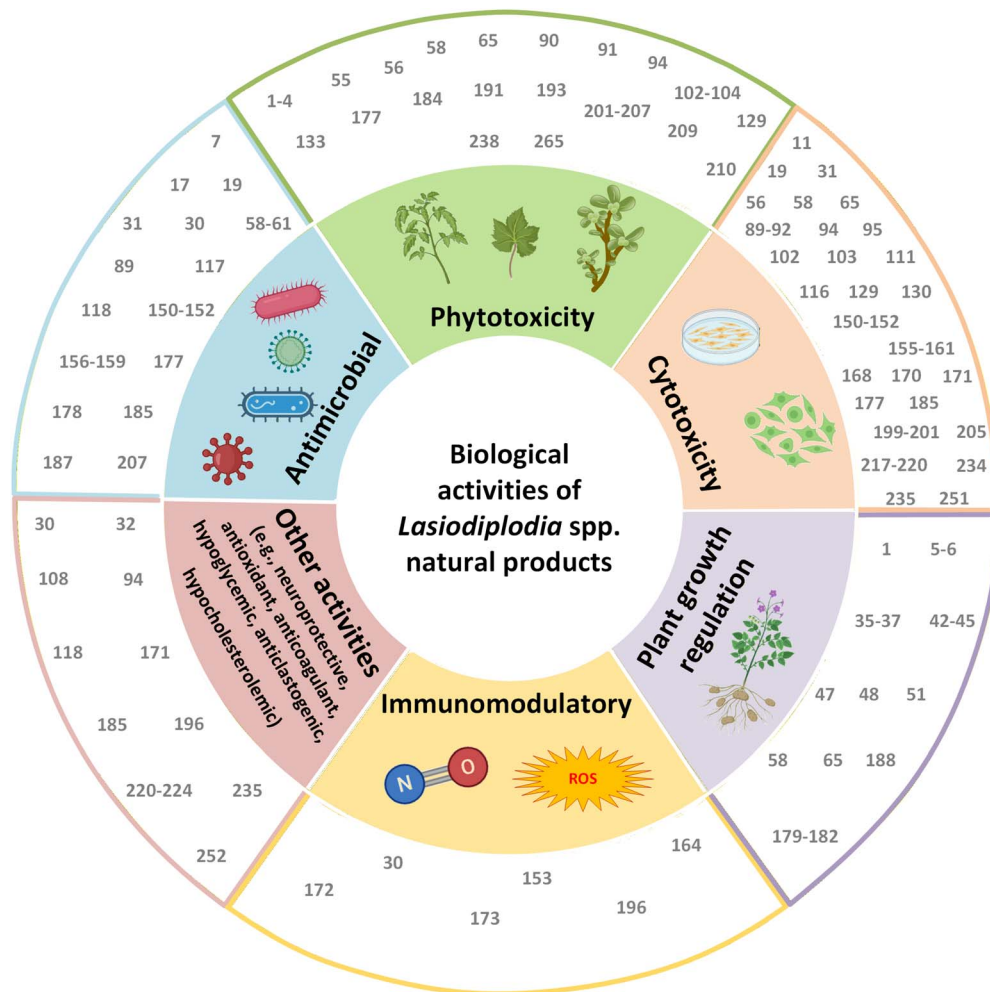 58 65 90 91
55 56 94
1-4 177 184 191 193 201-207 102-104
133 238 265 209 129
210
Phytotoxicity
7
17 19
31 30 58-61
89 117
118 150-152
156-159 177
178 185
187 207
Antimicrobial
11
19 31
56 58 65
89-92 94 95
102 103 111
116 129 130
150-152
155-161
168 170 171
177 185
199-201 205
217-220 234
235 251
Cytotoxicity
Biological
activities of
Lasiodiplodia spp.
natural products
Other activities
(e.g., neuroprotective,
antioxidant, anticoagulant,
hypoglycemic, anticlastogenic,
hypocholesterolemic)
30 32
108 94
118 171
185 196
220-224 235
252
Plant growth
regulation
1 5-6
35-37 42-45
47 48 51
58 65 188
179-182
Immunomodulatory
N O
ROS
30 164
172 153
173 196